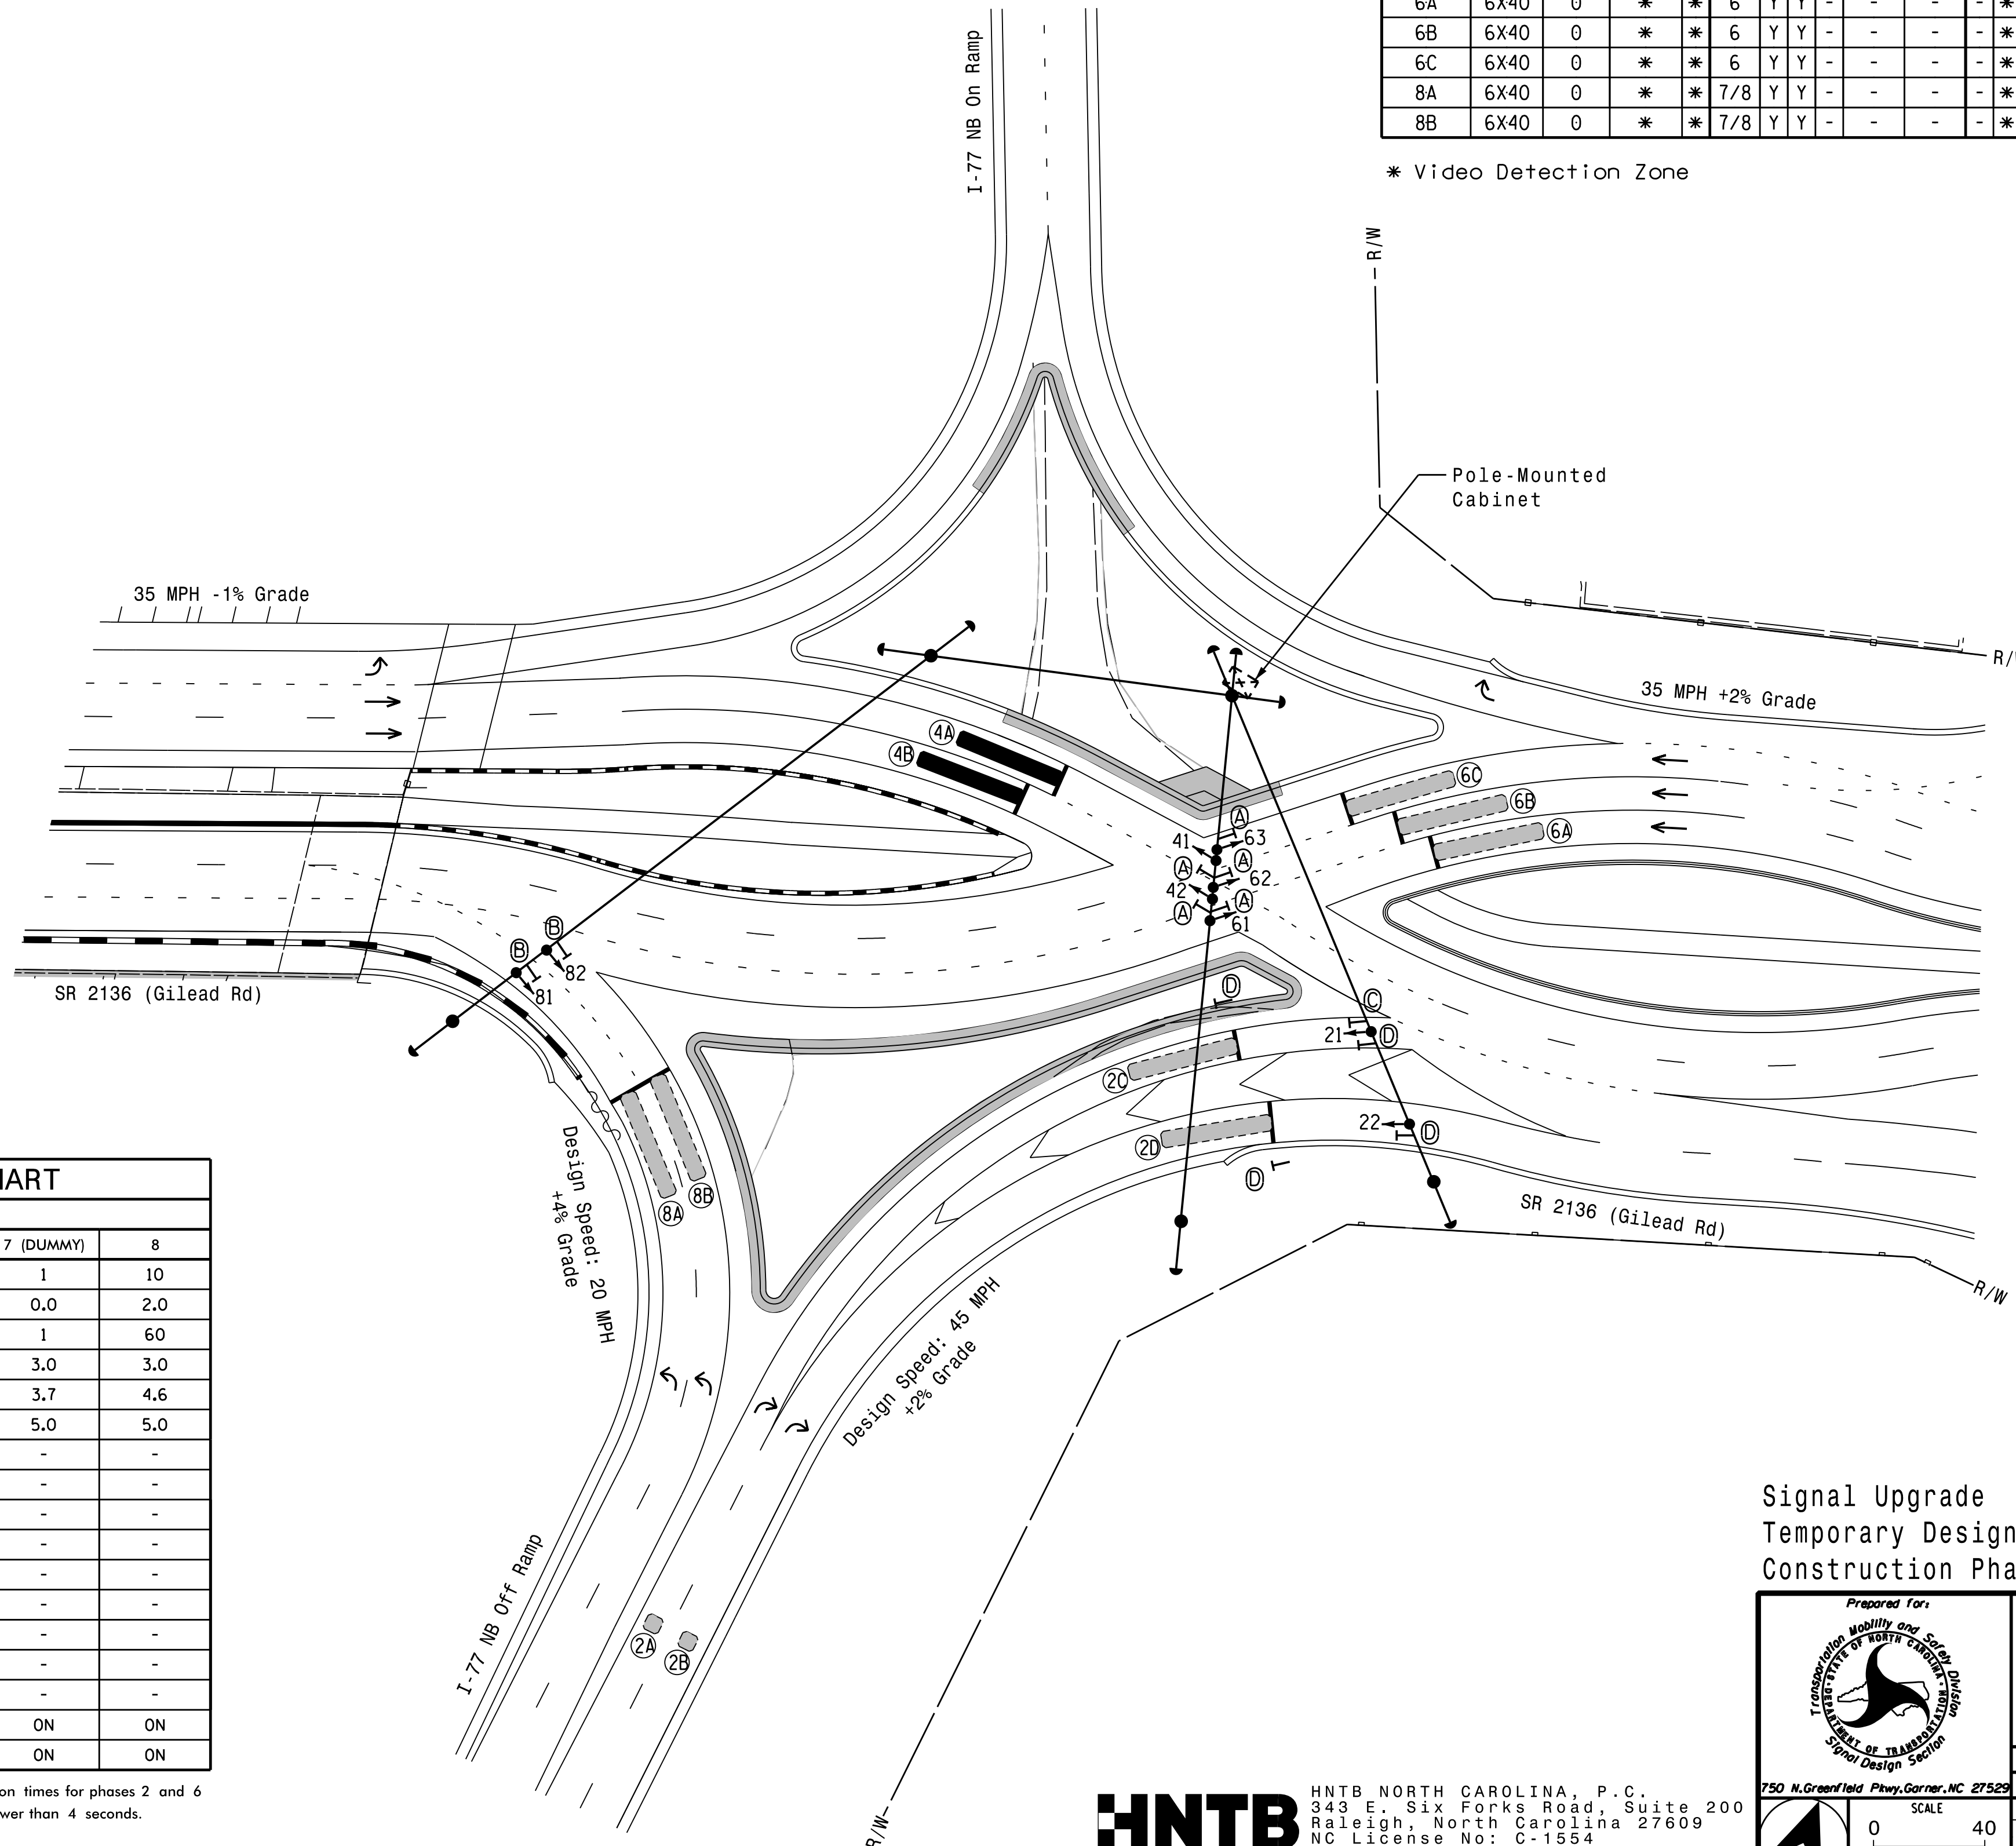 6A 6X40 0 * * 6 Y Y - - - - *
6B 6X40 0 * * 6 Y Y - - - - *
6C 6X40 0 * * 6 Y Y - - - - *
8A 6X40 0 * * 7/8 Y Y - - - - *
8B 6X40 0 * * 7/8 Y Y - - - - *
* Video Detection Zone
I-77 NB On Ramp
R/W
Pole-Mounted
Cabinet
35 MPH -1% Grade
R/
35 MPH +2% Grade
4A
4B
6C
6B
6A
A
41
63
A
A
62
42
A
A
61
B
B
82
81
SR 2136 (Gilead Rd)
D
C
21
D
2C
22
D
2D
D
8B
8A
Design Speed: 20 MPH
+4% Grade
SR 2136 (Gilead Rd)
R/W
Design Speed: 45 MPH
+2% Grade
I-77 NB Off Ramp
2A
2B
R/W
HART
7 (DUMMY) 8
1 10
0.0 2.0
1 60
3.0 3.0
3.7 4.6
5.0 5.0
- -
- -
- -
- -
- -
- -
- -
- -
- -
ON ON
ON ON
on times for phases 2 and 6
wer than 4 seconds.
Signal Upgrade
Temporary Design
Construction Pha
Prepared for:
Transportation Mobility and Safety Division
STATE OF NORTH CAROLINA
DEPARTMENT OF TRANSPORTATION
Signal Design Section
750 N.Greenfield Pkwy.Garner.NC 27529
SCALE
0 40
HNTB
HNTB NORTH CAROLINA, P.C.
343 E. Six Forks Road, Suite 200
Raleigh, North Carolina 27609
NC License No: C-1554